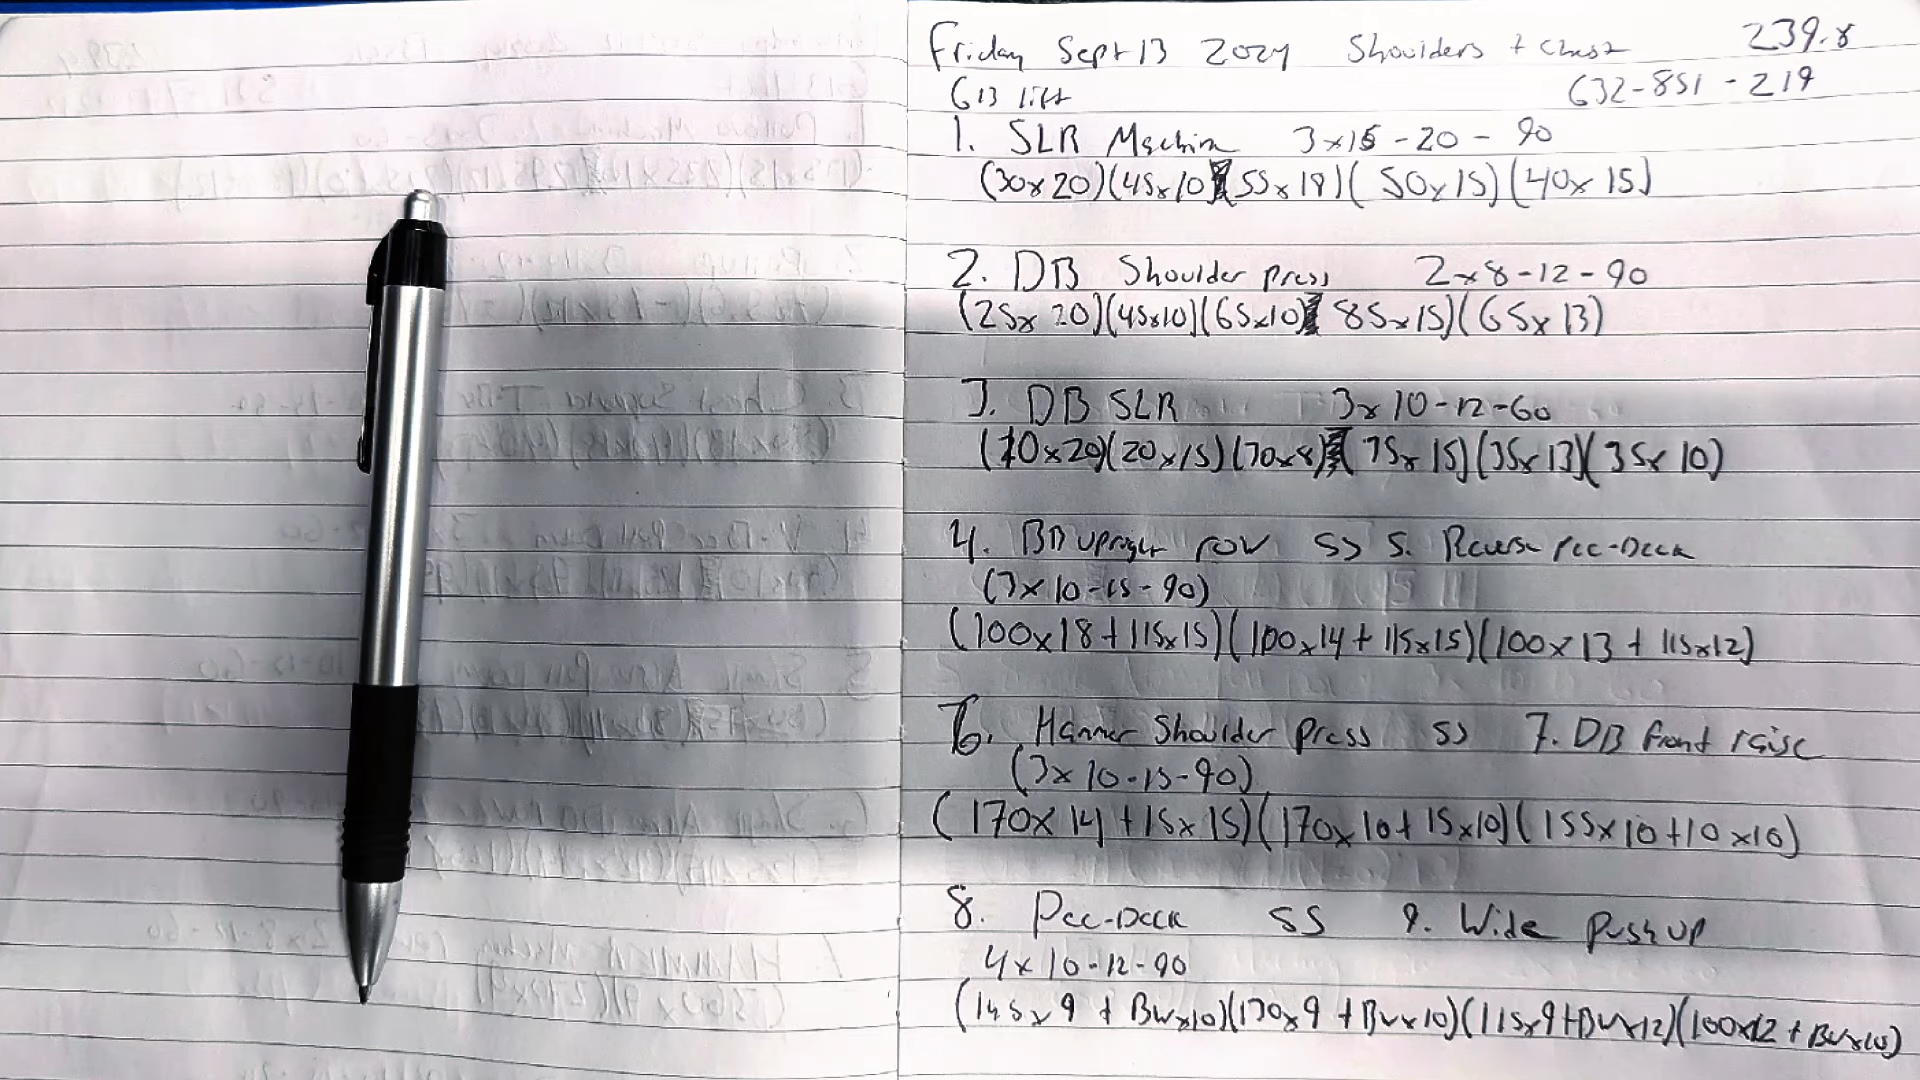 Friday Sept 13 2024 Shoulders + Chest 239.8
G13 lift 632-851-219
1. SLR Machine 3x15-20-90
(30x20)(45x10)(55x18)(50x15)(40x15)
2. DB Shoulder press 2x8-12-90
(25x20)(45x10)(65x10)(85x15)(65x13)
3. DB SLR 3x10-12-60
(10x20)(20x15)(30x8)(35x15)(35x13)(35x10)
4. BB upright row SS 5. Reverse pec-Deck
(3x10-15-90)
(100x18+115x15)(100x14+115x15)(100x13+115x12)
6. Hammer Shoulder press SS 7. DB front raise
(3x10-15-90)
(170x14+15x15)(170x10+15x10)(155x10+10x10)
8. Pec-Deck SS 9. Wide pushup
4x10-12-90
(145x9+BWx10)(130x9+BWx10)(115x9+BWx12)(100x12+BWx10)